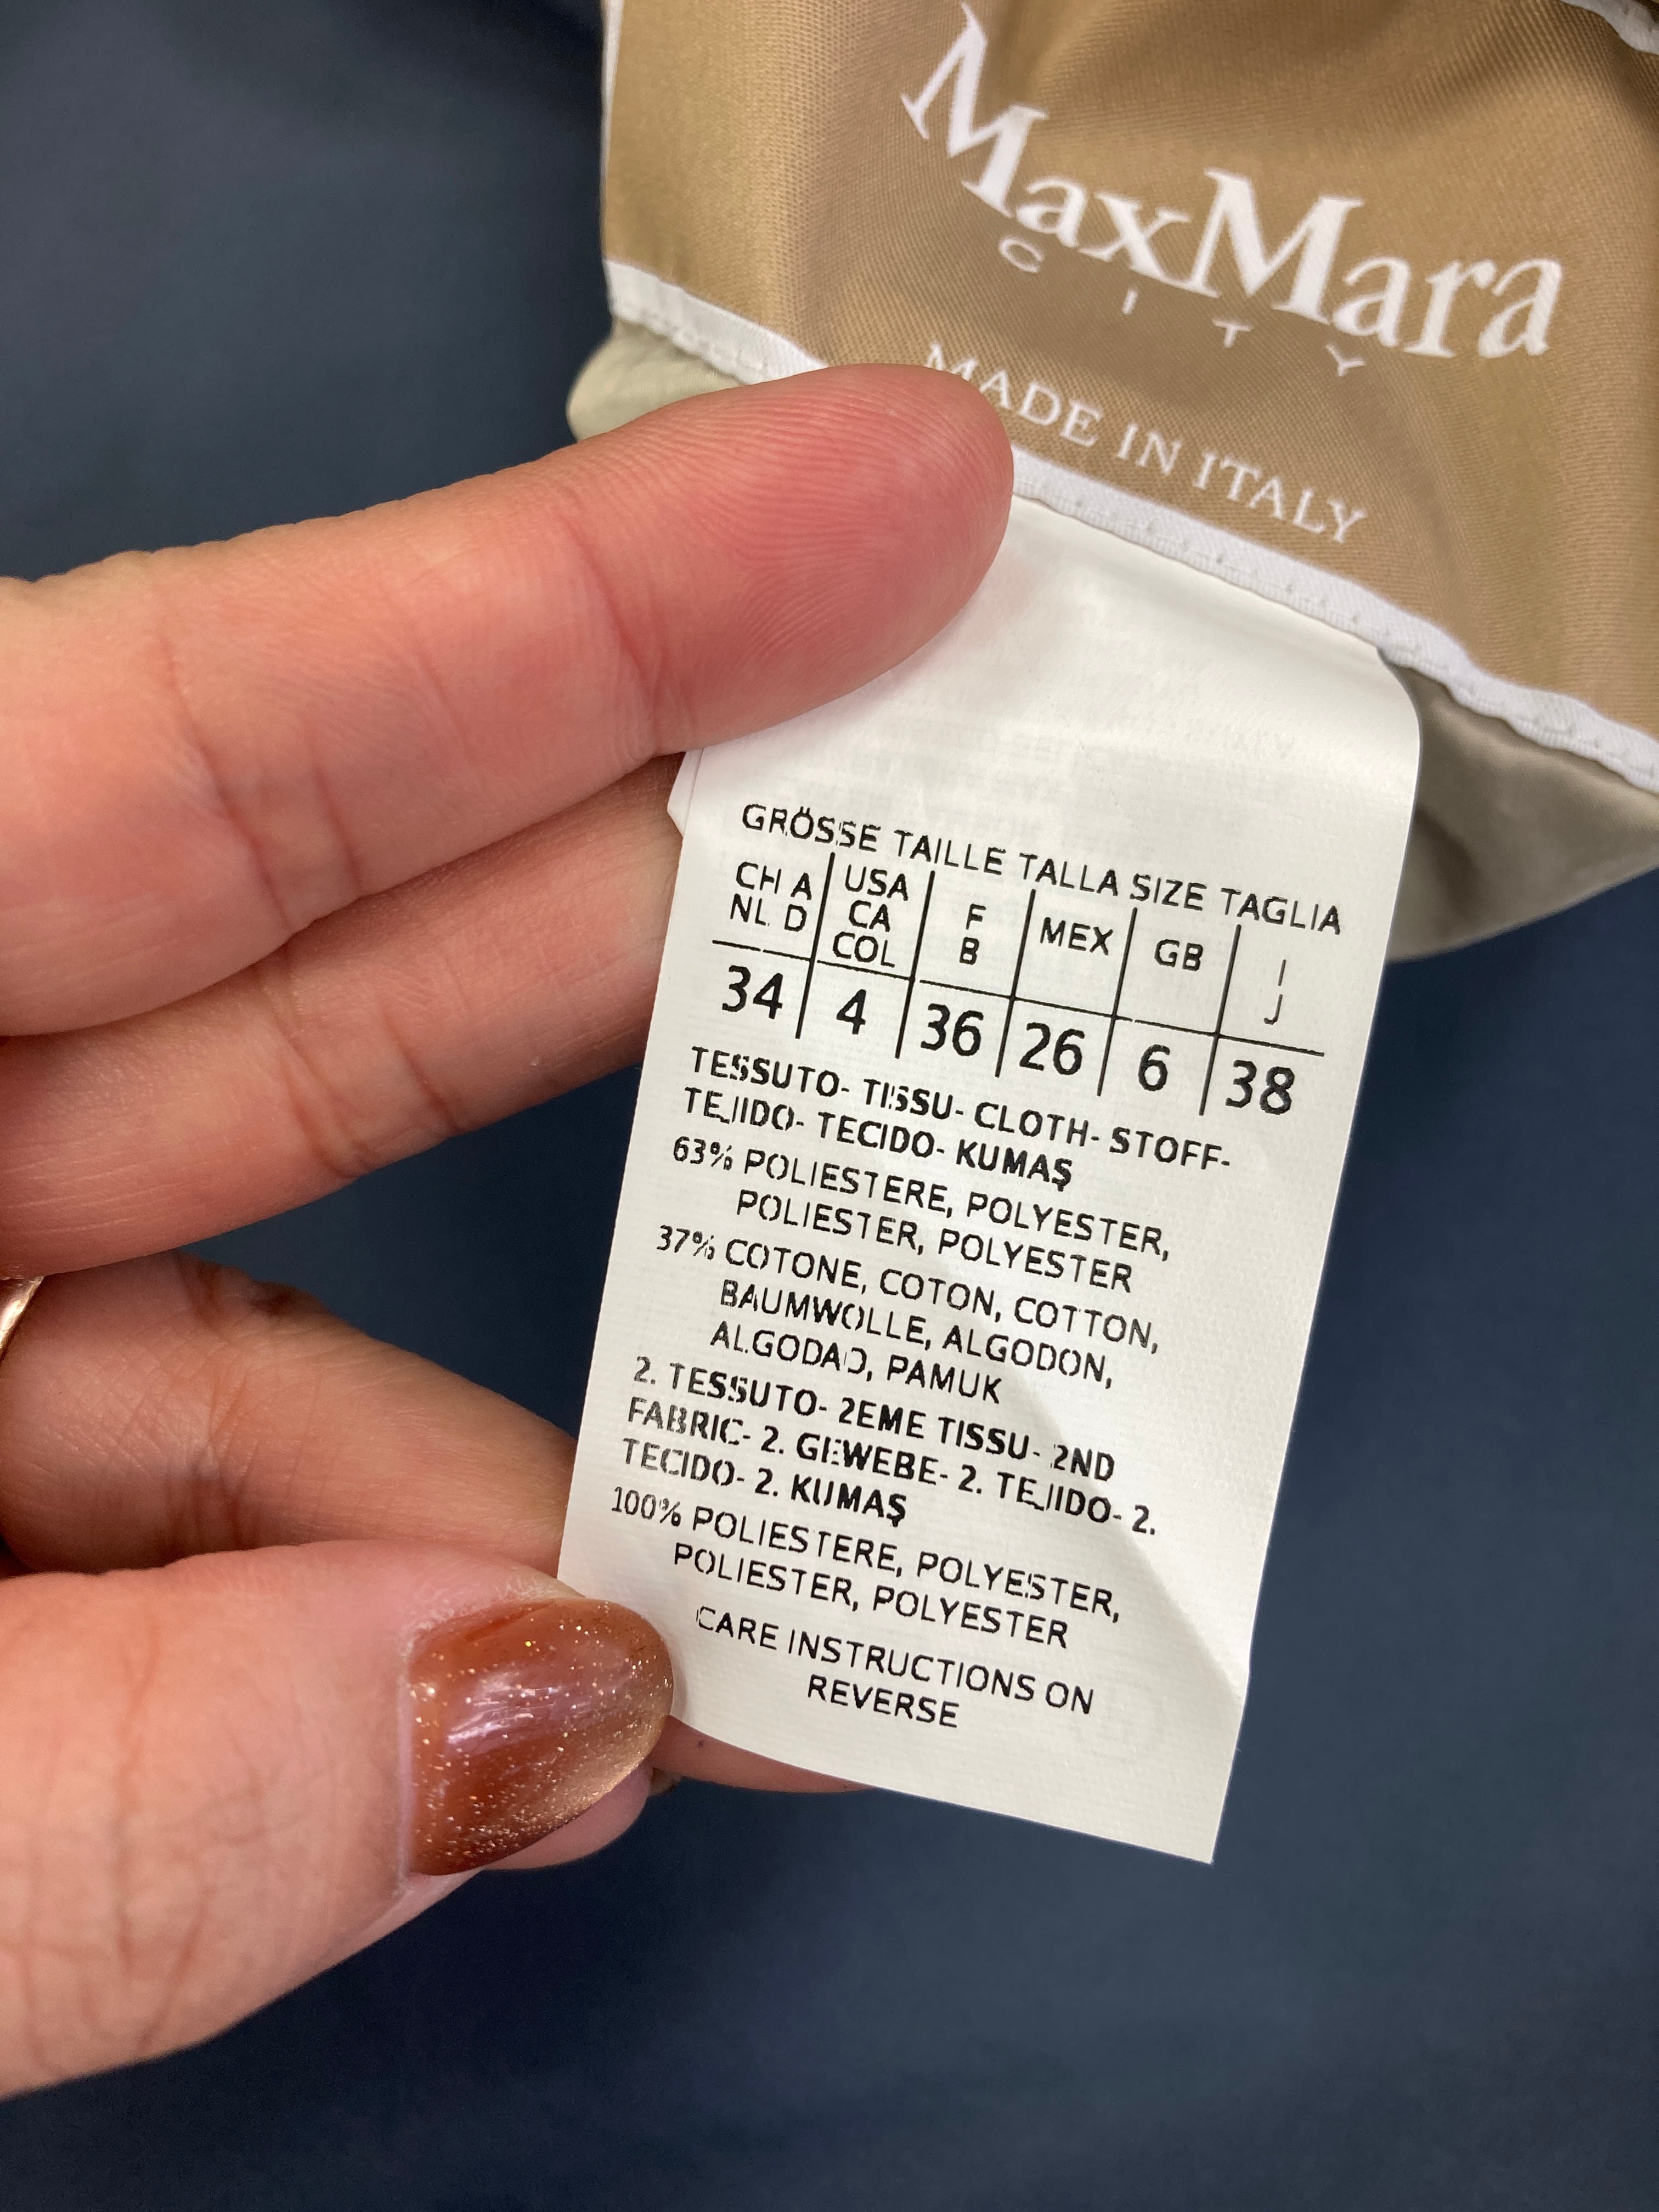 MaxMara
CITY
MADE IN ITALY
GRÖSSE TAILLE TALLA SIZE TAGLIA
CH A USA F MEX GB I
NL D CA B J
COL
34 4 36 26 6 38
TESSUTO- TISSU- CLOTH- STOFF-
TEJIDO- TECIDO- KUMAŞ
63% POLIESTERE, POLYESTER,
POLIESTER, POLYESTER
37% COTONE, COTON, COTTON,
BAUMWOLLE, ALGODON,
ALGODAO, PAMUK
2. TESSUTO- 2EME TISSU- 2ND
FABRIC- 2. GEWEBE- 2. TEJIDO- 2.
TECIDO- 2. KUMAŞ
100% POLIESTERE, POLYESTER,
POLIESTER, POLYESTER
CARE INSTRUCTIONS ON
REVERSE